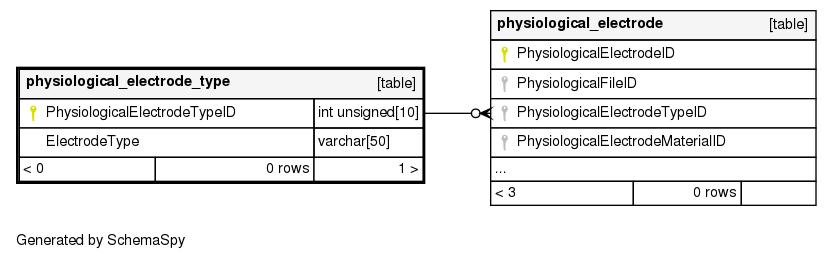 physiological_electrode_type [table]
PhysiologicalElectrodeTypeID int unsigned[10]
ElectrodeType varchar[50]
< 0 0 rows 1 >
physiological_electrode [table]
PhysiologicalElectrodeID
PhysiologicalFileID
PhysiologicalElectrodeTypeID
PhysiologicalElectrodeMaterialID
...
< 3 0 rows
Generated by SchemaSpy